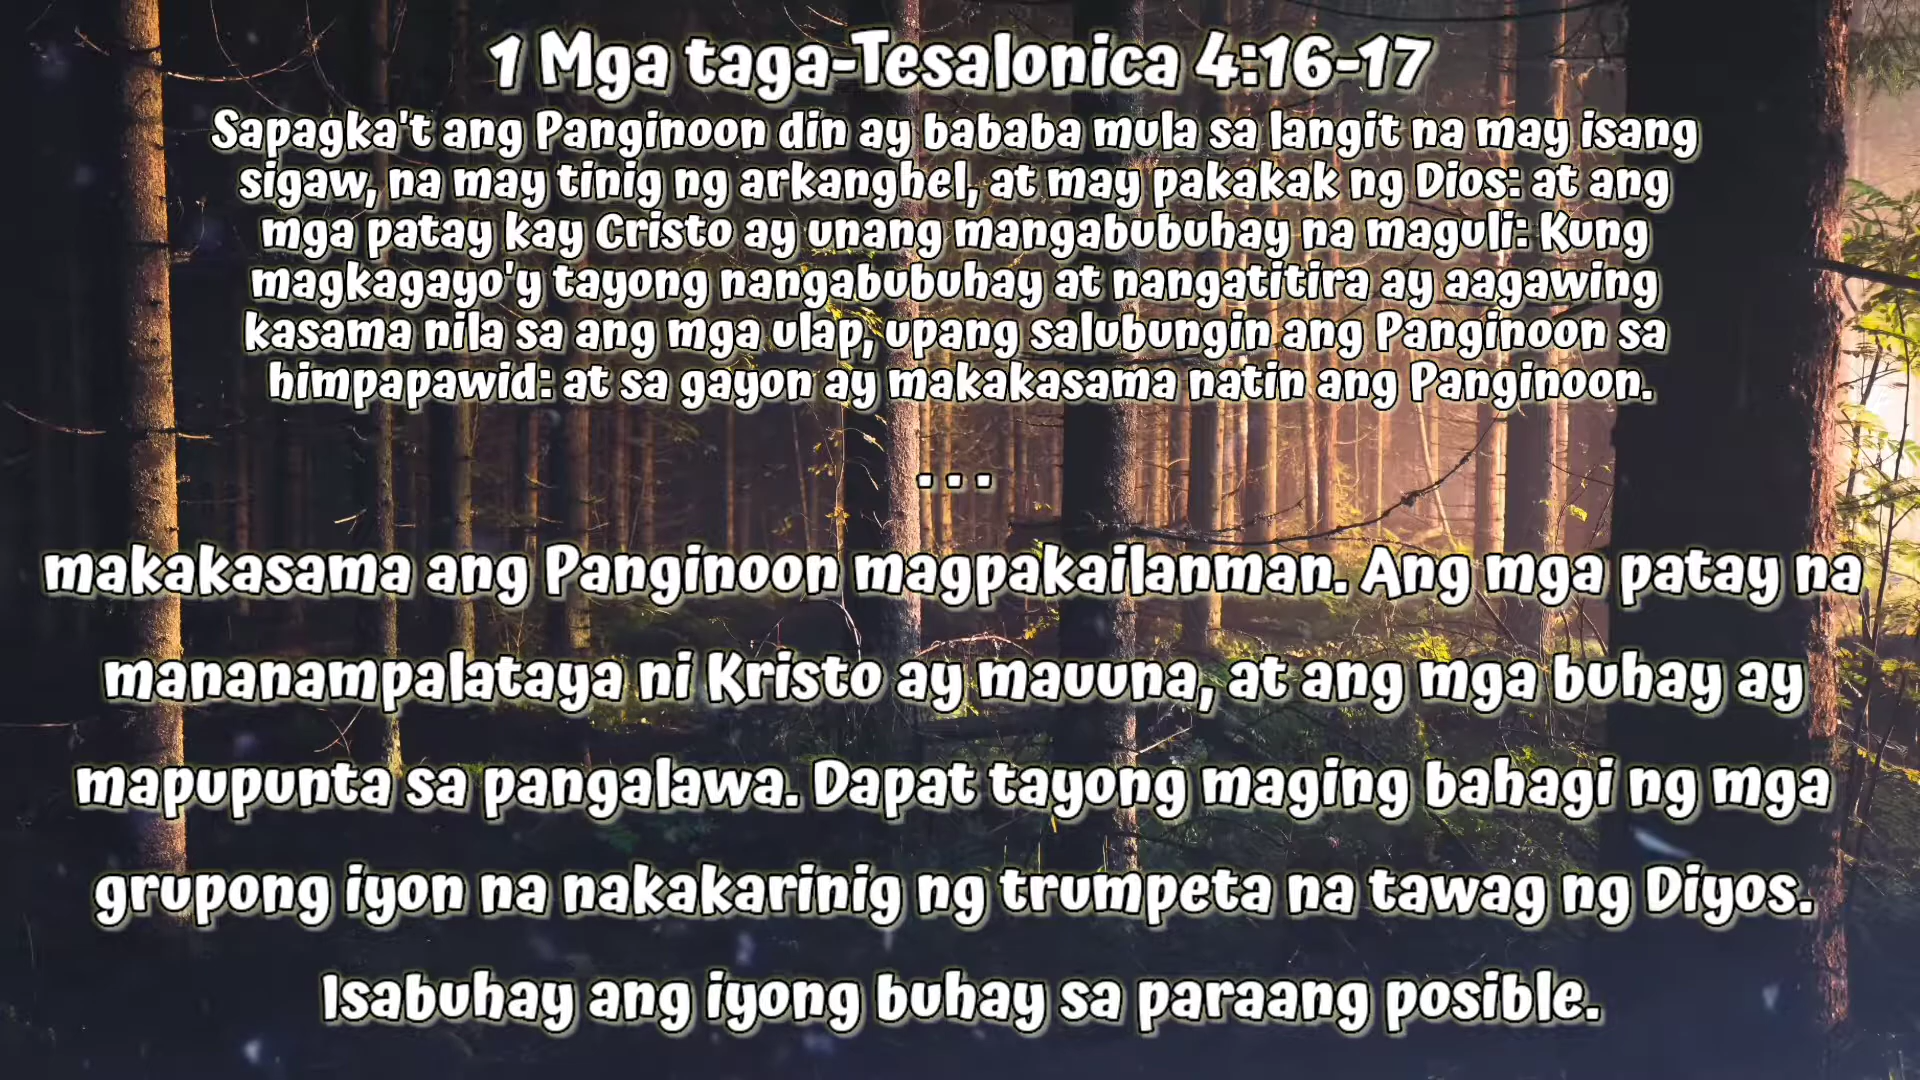 1 Mga taga-Tesalonica 4:16-17
Sapagka't ang Panginoon din ay bababa mula sa langit na may isang
sigaw, na may tinig ng arkanghel, at may pakakak ng Dios: at ang
mga patay kay Cristo ay unang mangabubuhay na maguli: Kung
magkagayo'y tayong nangabubuhay at nangatitira ay aagawing
kasama nila sa ang mga ulap, upang salubungin ang Panginoon sa
himpapawid: at sa gayon ay makakasama natin ang Panginoon.
. . .
makakasama ang Panginoon magpakailanman. Ang mga patay na
mananampalataya ni Kristo ay mauuna, at ang mga buhay ay
mapupunta sa pangalawa. Dapat tayong maging bahagi ng mga
grupong iyon na nakakarinig ng trumpeta na tawag ng Diyos.
Isabuhay ang iyong buhay sa paraang posible.